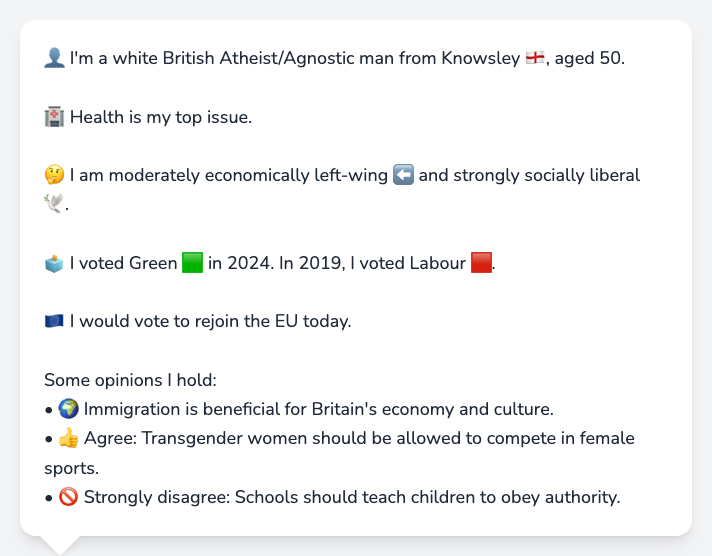 👤 I'm a white British Atheist/Agnostic man from Knowsley 🏴󠁧󠁢󠁥󠁮󠁧󠁿, aged 50.
🏥 Health is my top issue.
🤔 I am moderately economically left-wing ⬅️ and strongly socially liberal
🕊️.
🗳️ I voted Green 🟩 in 2024. In 2019, I voted Labour 🟥.
🇪🇺 I would vote to rejoin the EU today.
Some opinions I hold:
• 🌍 Immigration is beneficial for Britain's economy and culture.
• 👍 Agree: Transgender women should be allowed to compete in female
sports.
• 🚫 Strongly disagree: Schools should teach children to obey authority.